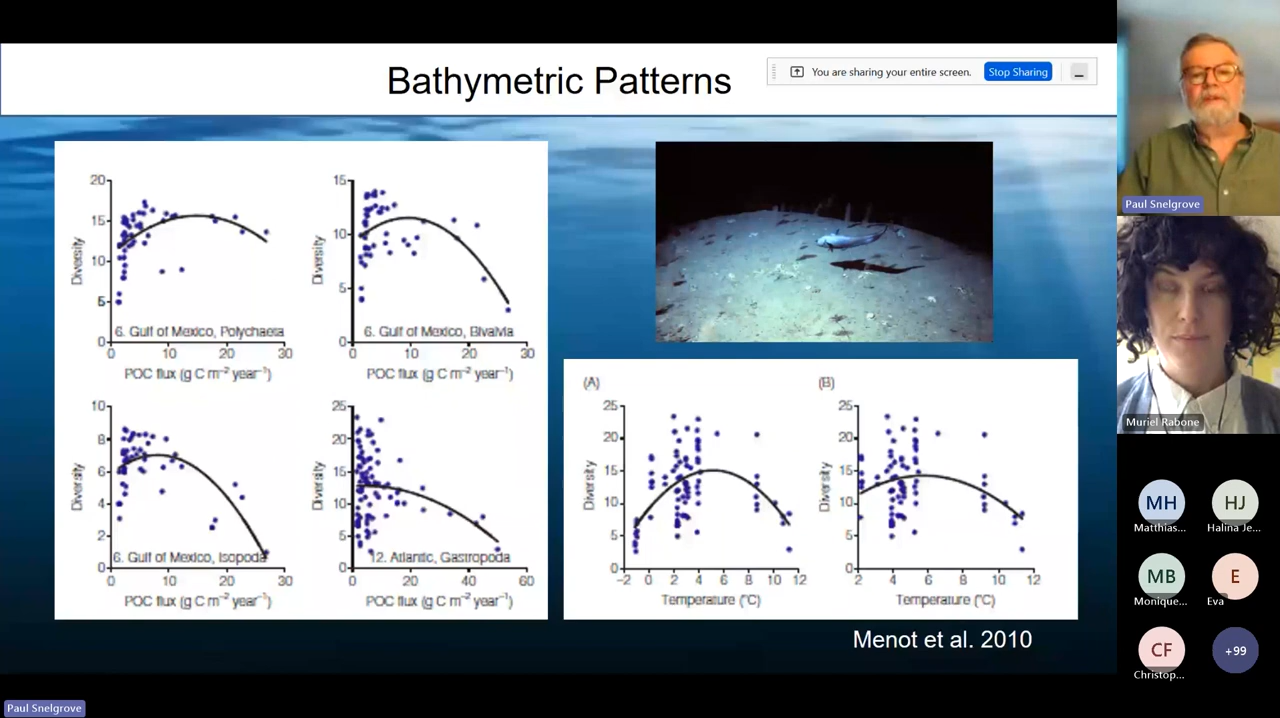 Bathymetric Patterns
You are sharing your entire screen.
Stop Sharing
20
15
10
5
0
Diversity
6. Gulf of Mexico, Polychaeta
0 10 20 30
POC flux (g C m⁻² year⁻¹)
15
10
5
0
Diversity
6. Gulf of Mexico, Bivalvia
0 10 20 30
POC flux (g C m⁻² year⁻¹)
10
8
6
4
2
0
Diversity
6. Gulf of Mexico, Isopoda
0 10 20 30
POC flux (g C m⁻² year⁻¹)
25
20
15
10
5
0
Diversity
12. Atlantic, Gastropoda
0 20 40 60
POC flux (g C m⁻² year⁻¹)
(A)
25
20
15
10
5
0
Diversity
−2 0 2 4 6 8 10 12
Temperature (°C)
(B)
25
20
15
10
5
0
Diversity
2 4 6 8 10 12
Temperature (°C)
Menot et al. 2010
Paul Snelgrove
Muriel Rabone
MH
Matthias...
HJ
Halina Je...
MB
Monique...
E
Eva
CF
Christop...
+99
Paul Snelgrove